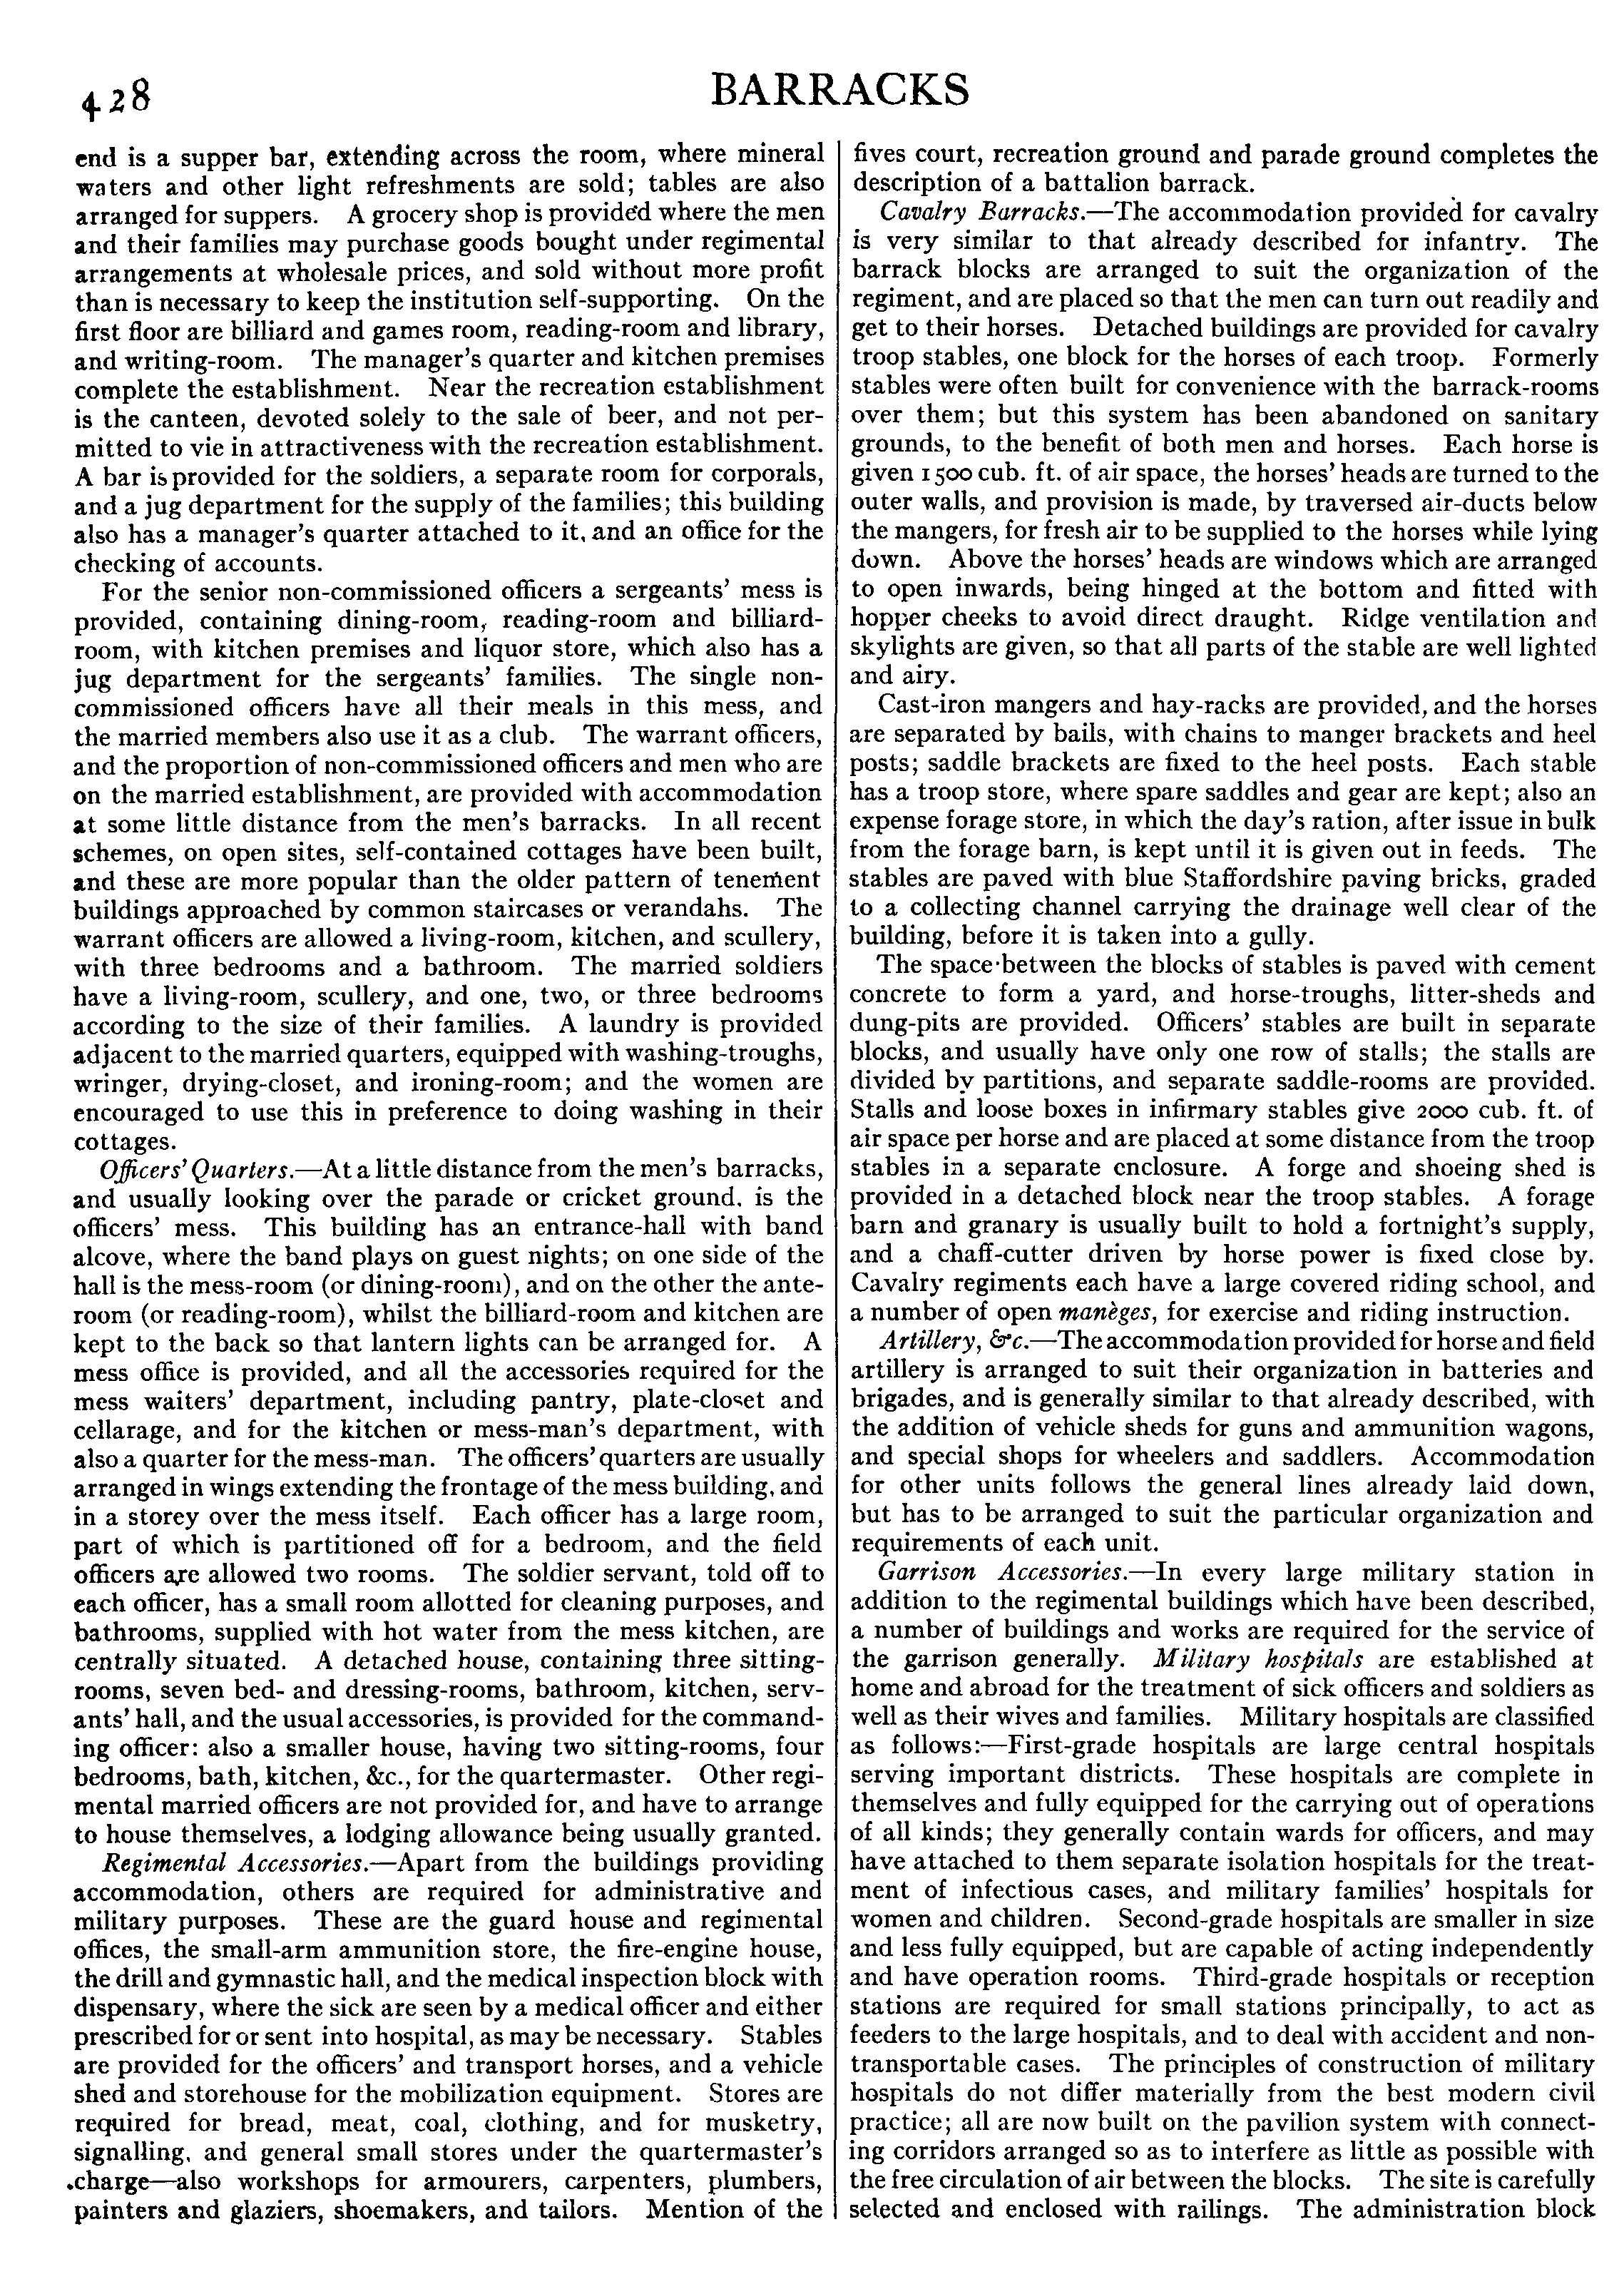 428
BARRACKS
end is a supper bar, extending across the room, where mineral
waters and other light refreshments are sold; tables are also
arranged for suppers. A grocery shop is provided where the men
and their families may purchase goods bought under regimental
arrangements at wholesale prices, and sold without more profit
than is necessary to keep the institution self-supporting. On the
first floor are billiard and games room, reading-room and library,
and writing-room. The manager's quarter and kitchen premises
complete the establishment. Near the recreation establishment
is the canteen, devoted solely to the sale of beer, and not per-
mitted to vie in attractiveness with the recreation establishment.
A bar is provided for the soldiers, a separate room for corporals,
and a jug department for the supply of the families; this building
also has a manager's quarter attached to it, and an office for the
checking of accounts.
For the senior non-commissioned officers a sergeants' mess is
provided, containing dining-room, reading-room and billiard-
room, with kitchen premises and liquor store, which also has a
jug department for the sergeants' families. The single non-
commissioned officers have all their meals in this mess, and
the married members also use it as a club. The warrant officers,
and the proportion of non-commissioned officers and men who are
on the married establishment, are provided with accommodation
at some little distance from the men's barracks. In all recent
schemes, on open sites, self-contained cottages have been built,
and these are more popular than the older pattern of tenement
buildings approached by common staircases or verandahs. The
warrant officers are allowed a living-room, kitchen, and scullery,
with three bedrooms and a bathroom. The married soldiers
have a living-room, scullery, and one, two, or three bedrooms
according to the size of their families. A laundry is provided
adjacent to the married quarters, equipped with washing-troughs,
wringer, drying-closet, and ironing-room; and the women are
encouraged to use this in preference to doing washing in their
cottages.
Officers' Quarters.—At a little distance from the men's barracks,
and usually looking over the parade or cricket ground, is the
officers' mess. This building has an entrance-hall with band
alcove, where the band plays on guest nights; on one side of the
hall is the mess-room (or dining-room), and on the other the ante-
room (or reading-room), whilst the billiard-room and kitchen are
kept to the back so that lantern lights can be arranged for. A
mess office is provided, and all the accessories required for the
mess waiters' department, including pantry, plate-closet and
cellarage, and for the kitchen or mess-man's department, with
also a quarter for the mess-man. The officers' quarters are usually
arranged in wings extending the frontage of the mess building, and
in a storey over the mess itself. Each officer has a large room,
part of which is partitioned off for a bedroom, and the field
officers are allowed two rooms. The soldier servant, told off to
each officer, has a small room allotted for cleaning purposes, and
bathrooms, supplied with hot water from the mess kitchen, are
centrally situated. A detached house, containing three sitting-
rooms, seven bed- and dressing-rooms, bathroom, kitchen, serv-
ants' hall, and the usual accessories, is provided for the command-
ing officer: also a smaller house, having two sitting-rooms, four
bedrooms, bath, kitchen, &c., for the quartermaster. Other regi-
mental married officers are not provided for, and have to arrange
to house themselves, a lodging allowance being usually granted.
Regimental Accessories.—Apart from the buildings providing
accommodation, others are required for administrative and
military purposes. These are the guard house and regimental
offices, the small-arm ammunition store, the fire-engine house,
the drill and gymnastic hall, and the medical inspection block with
dispensary, where the sick are seen by a medical officer and either
prescribed for or sent into hospital, as may be necessary. Stables
are provided for the officers' and transport horses, and a vehicle
shed and storehouse for the mobilization equipment. Stores are
required for bread, meat, coal, clothing, and for musketry,
signalling, and general small stores under the quartermaster's
charge—also workshops for armourers, carpenters, plumbers,
painters and glaziers, shoemakers, and tailors. Mention of the
fives court, recreation ground and parade ground completes the
description of a battalion barrack.
Cavalry Barracks.—The accommodation provided for cavalry
is very similar to that already described for infantry. The
barrack blocks are arranged to suit the organization of the
regiment, and are placed so that the men can turn out readily and
get to their horses. Detached buildings are provided for cavalry
troop stables, one block for the horses of each troop. Formerly
stables were often built for convenience with the barrack-rooms
over them; but this system has been abandoned on sanitary
grounds, to the benefit of both men and horses. Each horse is
given 1500 cub. ft. of air space, the horses' heads are turned to the
outer walls, and provision is made, by traversed air-ducts below
the mangers, for fresh air to be supplied to the horses while lying
down. Above the horses' heads are windows which are arranged
to open inwards, being hinged at the bottom and fitted with
hopper cheeks to avoid direct draught. Ridge ventilation and
skylights are given, so that all parts of the stable are well lighted
and airy.
Cast-iron mangers and hay-racks are provided, and the horses
are separated by bails, with chains to manger brackets and heel
posts; saddle brackets are fixed to the heel posts. Each stable
has a troop store, where spare saddles and gear are kept; also an
expense forage store, in which the day's ration, after issue in bulk
from the forage barn, is kept until it is given out in feeds. The
stables are paved with blue Staffordshire paving bricks, graded
to a collecting channel carrying the drainage well clear of the
building, before it is taken into a gully.
The space between the blocks of stables is paved with cement
concrete to form a yard, and horse-troughs, litter-sheds and
dung-pits are provided. Officers' stables are built in separate
blocks, and usually have only one row of stalls; the stalls are
divided by partitions, and separate saddle-rooms are provided.
Stalls and loose boxes in infirmary stables give 2000 cub. ft. of
air space per horse and are placed at some distance from the troop
stables in a separate enclosure. A forge and shoeing shed is
provided in a detached block near the troop stables. A forage
barn and granary is usually built to hold a fortnight's supply,
and a chaff-cutter driven by horse power is fixed close by.
Cavalry regiments each have a large covered riding school, and
a number of open manèges, for exercise and riding instruction.
Artillery, &c.—The accommodation provided for horse and field
artillery is arranged to suit their organization in batteries and
brigades, and is generally similar to that already described, with
the addition of vehicle sheds for guns and ammunition wagons,
and special shops for wheelers and saddlers. Accommodation
for other units follows the general lines already laid down,
but has to be arranged to suit the particular organization and
requirements of each unit.
Garrison Accessories.—In every large military station in
addition to the regimental buildings which have been described,
a number of buildings and works are required for the service of
the garrison generally. Military hospitals are established at
home and abroad for the treatment of sick officers and soldiers as
well as their wives and families. Military hospitals are classified
as follows:—First-grade hospitals are large central hospitals
serving important districts. These hospitals are complete in
themselves and fully equipped for the carrying out of operations
of all kinds; they generally contain wards for officers, and may
have attached to them separate isolation hospitals for the treat-
ment of infectious cases, and military families' hospitals for
women and children. Second-grade hospitals are smaller in size
and less fully equipped, but are capable of acting independently
and have operation rooms. Third-grade hospitals or reception
stations are required for small stations principally, to act as
feeders to the large hospitals, and to deal with accident and non-
transportable cases. The principles of construction of military
hospitals do not differ materially from the best modern civil
practice; all are now built on the pavilion system with connect-
ing corridors arranged so as to interfere as little as possible with
the free circulation of air between the blocks. The site is carefully
selected and enclosed with railings. The administration block